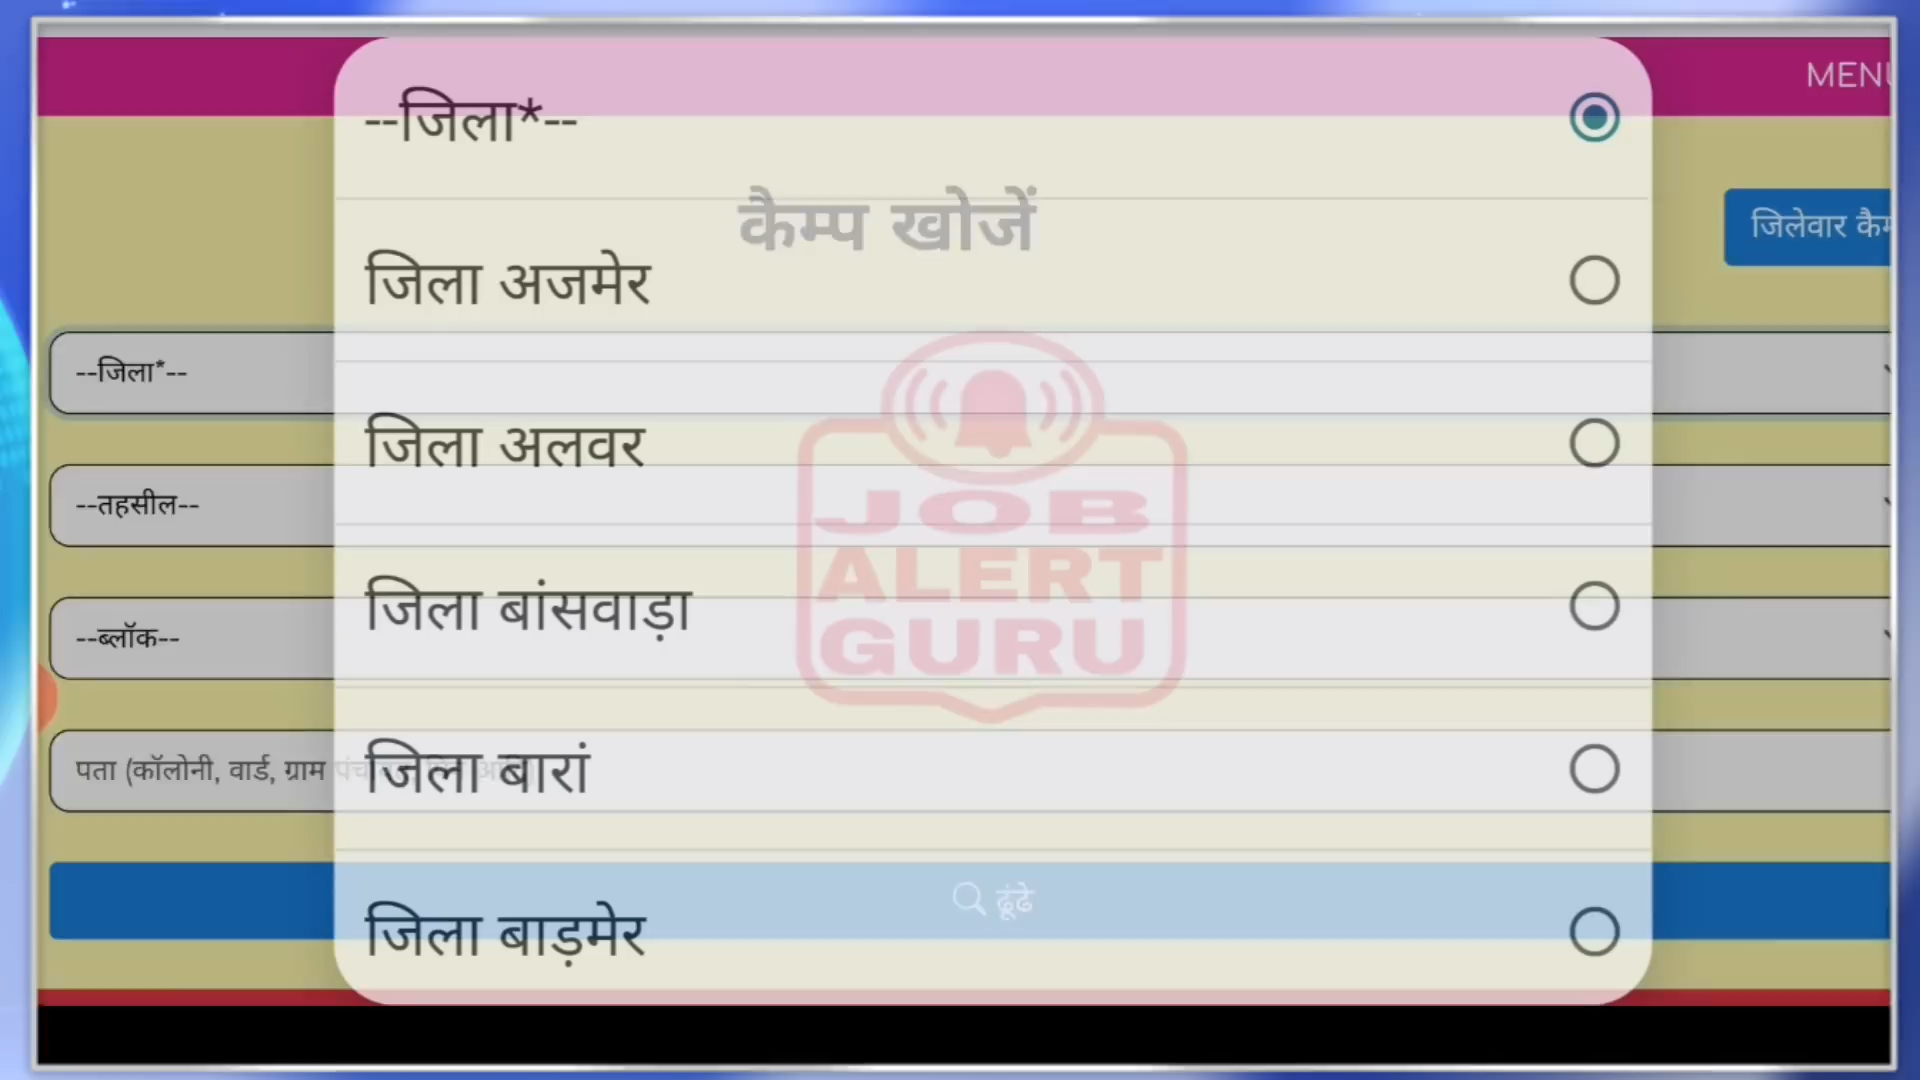 MENU
--जिला*--
कैम्प खोजें
जिलेवार कैम
जिला अजमेर
--जिला*--
जिला अलवर
--तहसील--
जिला बांसवाड़ा
--ब्लॉक--
JOB
ALERT
GURU
पता (कॉलोनी, वार्ड, ग्राम
जिला बारां
ढूंढे
जिला बाड़मेर